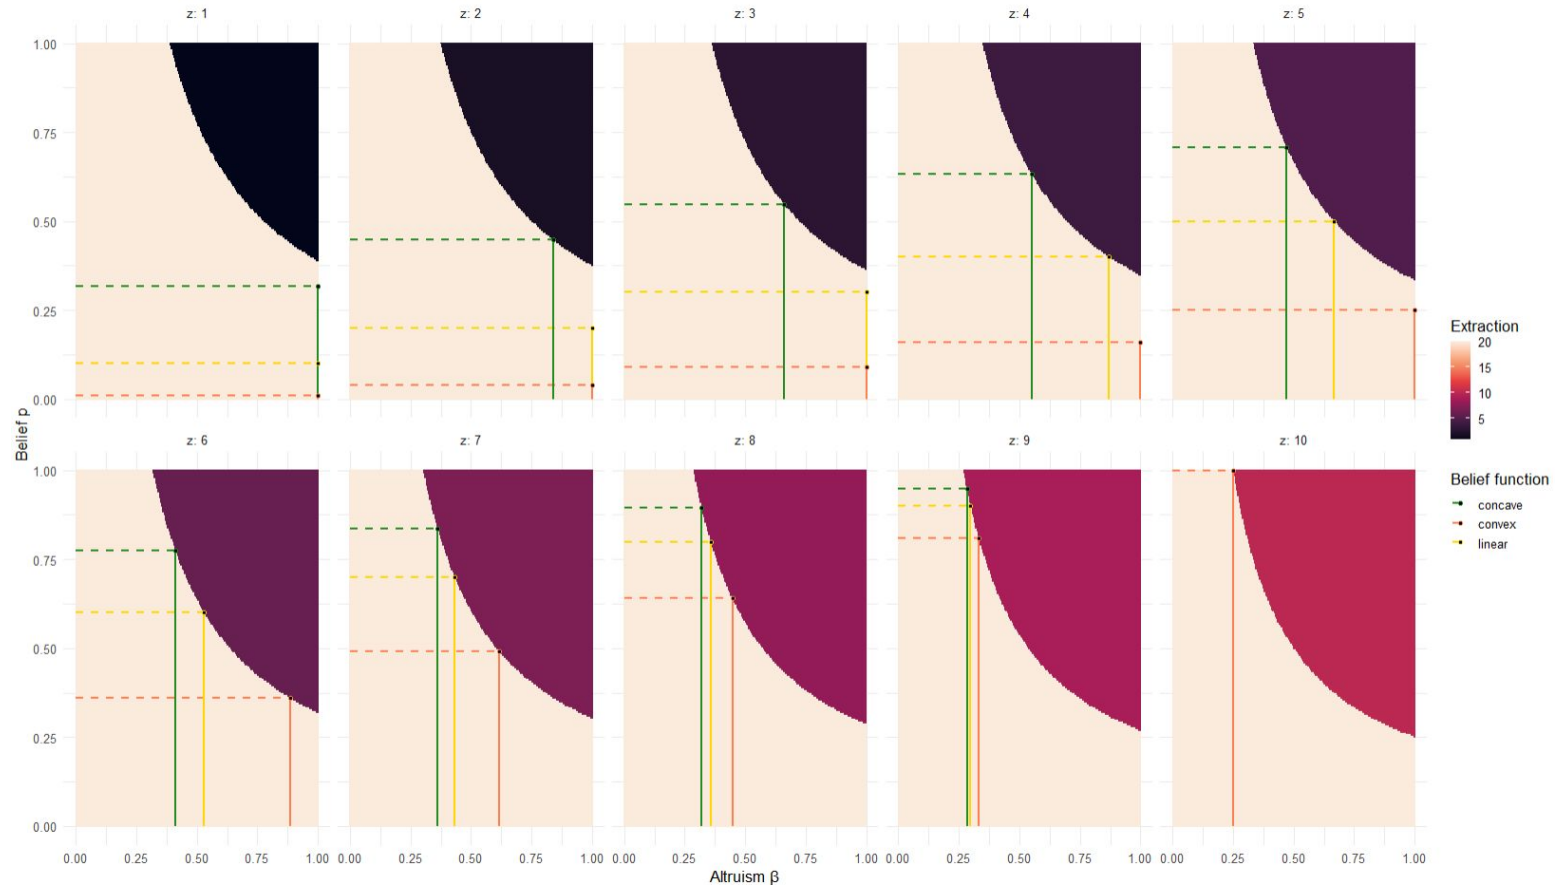 z: 1 z: 2 z: 3 z: 4 z: 5
1.00
0.75
0.50
0.25
0.00
Extraction
20
15
10
5
Belief p
z: 6 z: 7 z: 8 z: 9 z: 10
1.00
0.75
0.50
0.25
0.00
Belief function
concave
convex
linear
0.00 0.25 0.50 0.75 1.00 0.00 0.25 0.50 0.75 1.00 0.00 0.25 0.50 0.75 1.00 0.00 0.25 0.50 0.75 1.00 0.00 0.25 0.50 0.75 1.00
Altruism β